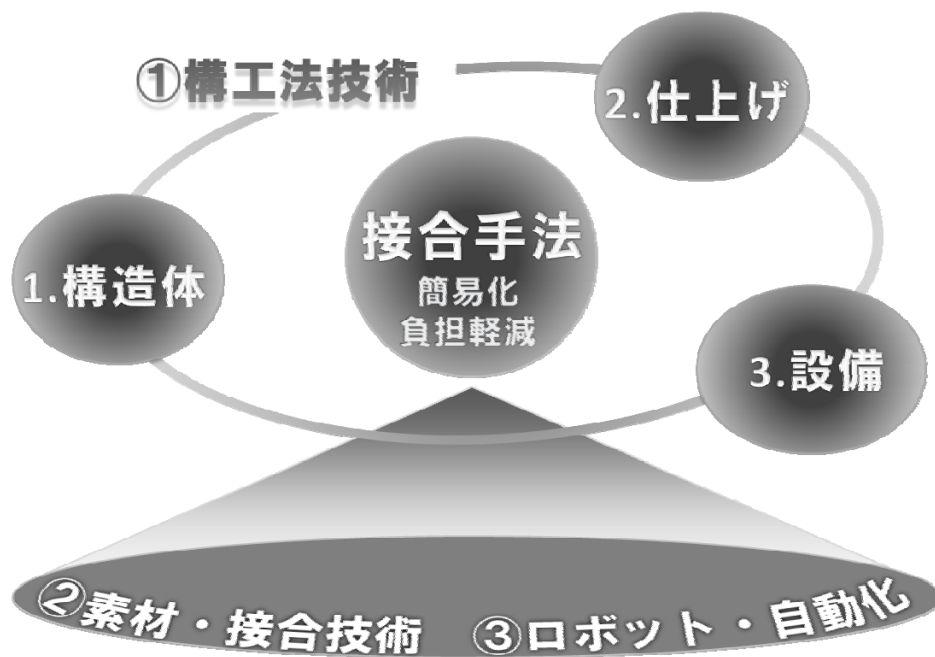 ①構工法技術
2.仕上げ
接合手法
簡易化
負担軽減
1.構造体
3.設備
②素材・接合技術 ③ロボット・自動化